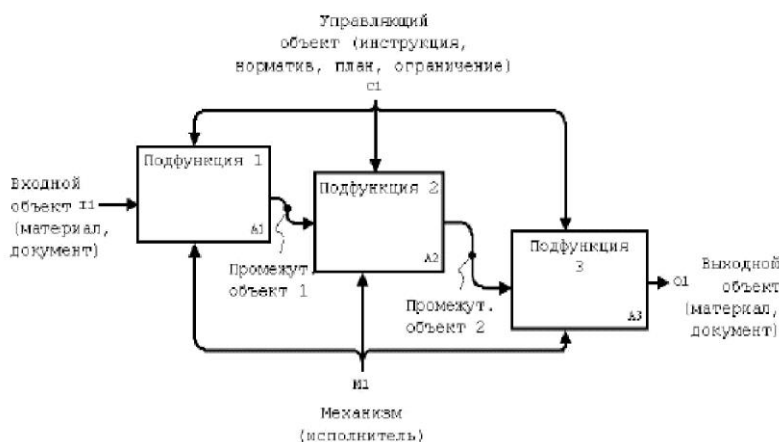 Управляющий
объект (инструкция,
норматив, план, ограничение)
C1
Подфункция 1
A1
Входной
объект I1
(материал,
документ)
Подфункция 2
A2
Промежут.
объект 1
Подфункция
3
A3
Промежут.
объект 2
O1 Выходной
объект
(материал,
документ)
M1
Механизм
(исполнитель)